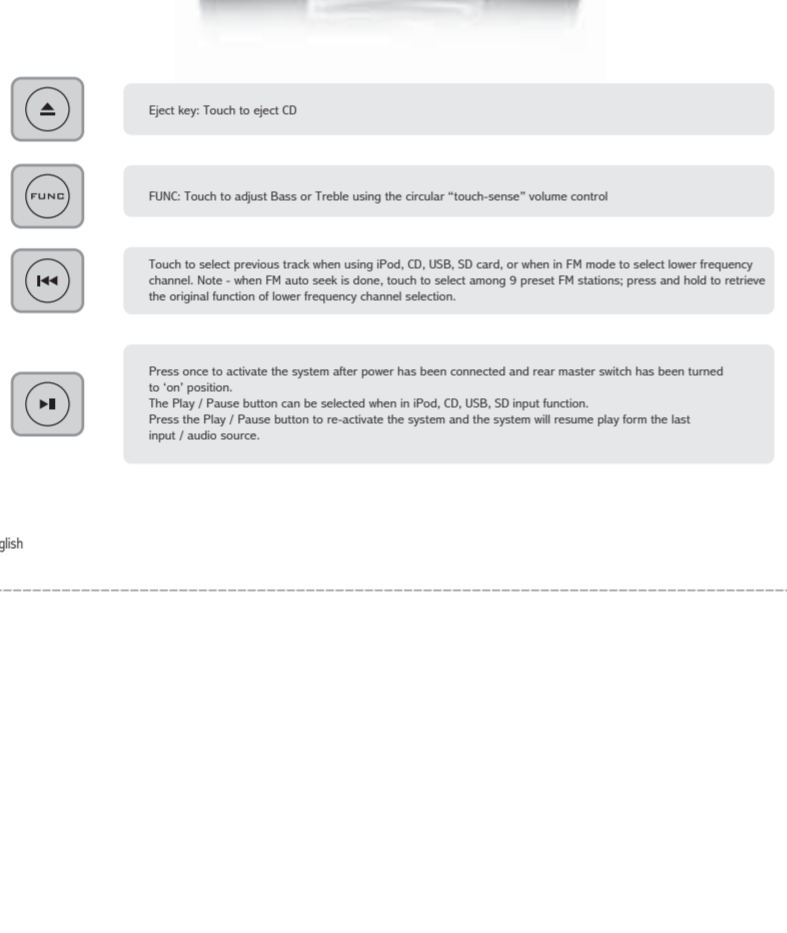 Eject key: Touch to eject CD
FUNC
FUNC: Touch to adjust Bass or Treble using the circular “touch-sense” volume control
Touch to select previous track when using iPod, CD, USB, SD card, or when in FM mode to select lower frequency
channel. Note - when FM auto seek is done, touch to select among 9 preset FM stations; press and hold to retrieve
the original function of lower frequency channel selection.
Press once to activate the system after power has been connected and rear master switch has been turned
to ‘on’ position.
The Play / Pause button can be selected when in iPod, CD, USB, SD input function.
Press the Play / Pause button to re-activate the system and the system will resume play form the last
input / audio source.
glish